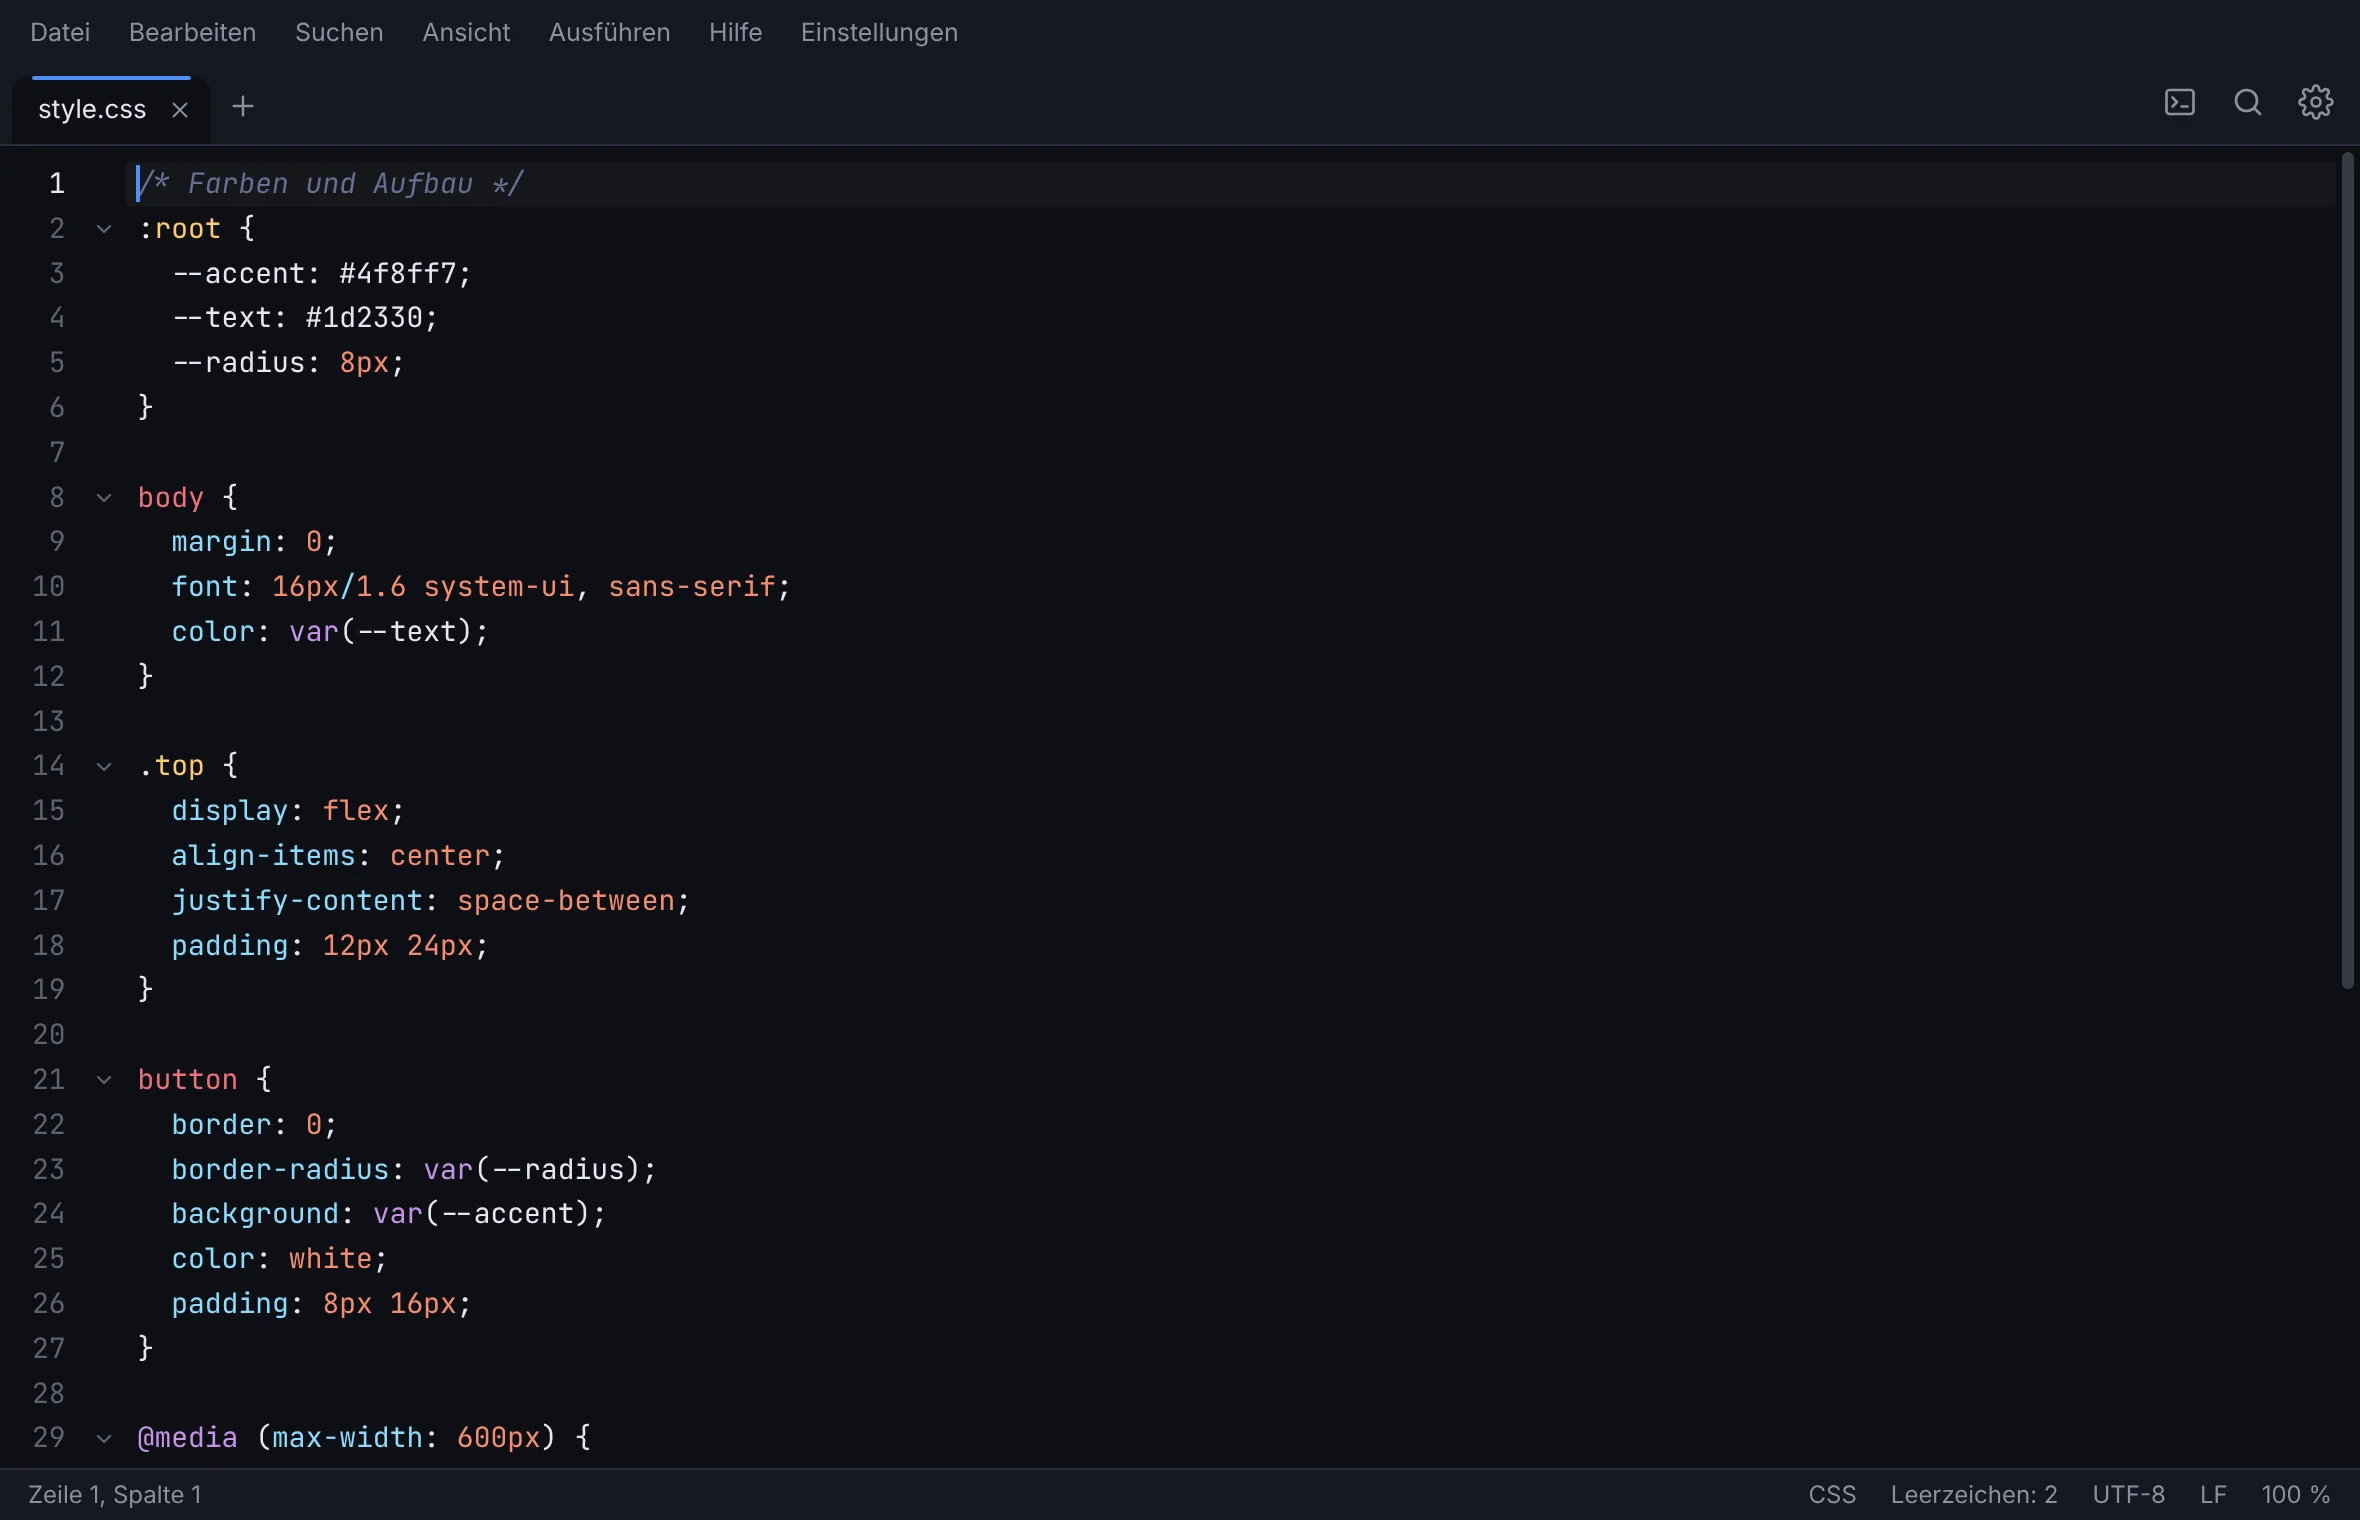 Datei Bearbeiten Suchen Ansicht Ausführen Hilfe Einstellungen
style.css
1 /* Farben und Aufbau */
2 :root {
3   --accent: #4f8ff7;
4   --text: #1d2330;
5   --radius: 8px;
6 }
7
8 body {
9   margin: 0;
10   font: 16px/1.6 system-ui, sans-serif;
11   color: var(--text);
12 }
13
14 .top {
15   display: flex;
16   align-items: center;
17   justify-content: space-between;
18   padding: 12px 24px;
19 }
20
21 button {
22   border: 0;
23   border-radius: var(--radius);
24   background: var(--accent);
25   color: white;
26   padding: 8px 16px;
27 }
28
29 @media (max-width: 600px) {
Zeile 1, Spalte 1 CSS Leerzeichen: 2 UTF-8 LF 100 %